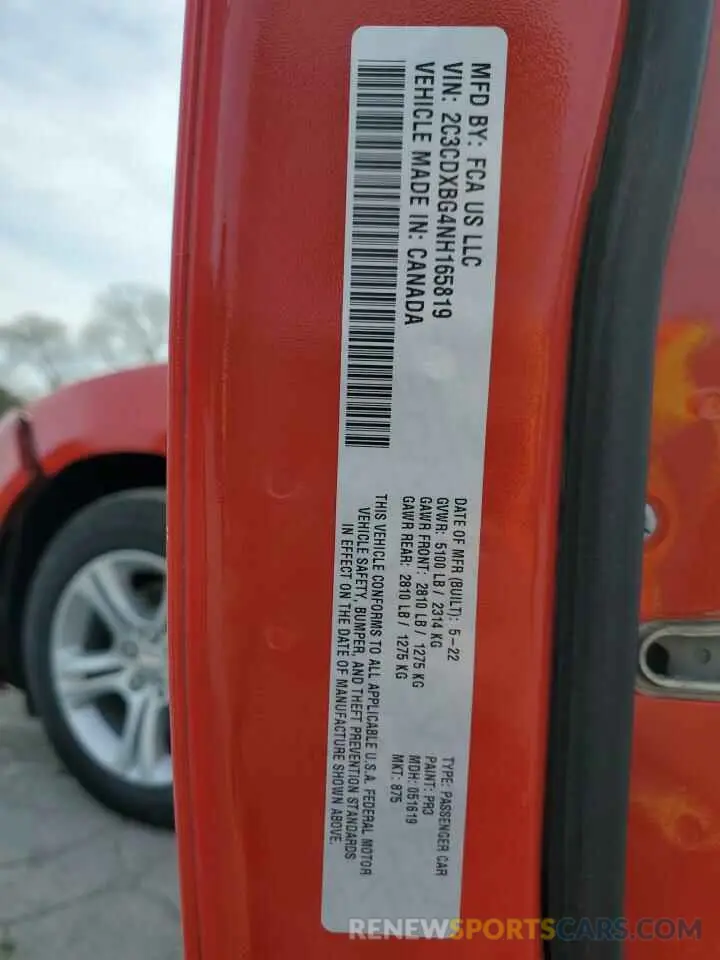 MFD BY: FCA US LLC
VIN: 2C3CDXBG4NH165819
VEHICLE MADE IN: CANADA
DATE OF MFR (BUILT): 5-22
GVWR: 5100 LB / 2314 KG
GAWR FRONT: 2810 LB / 1275 KG
GAWR REAR: 2810 LB / 1275 KG
TYPE: PASSENGER CAR
PAINT: PR3
MDH: 051619
MKT: 875
THIS VEHICLE CONFORMS TO ALL APPLICABLE U.S.A. FEDERAL MOTOR
VEHICLE SAFETY, BUMPER, AND THEFT PREVENTION STANDARDS
IN EFFECT ON THE DATE OF MANUFACTURE SHOWN ABOVE.
RENEWSPORTSCARS.COM